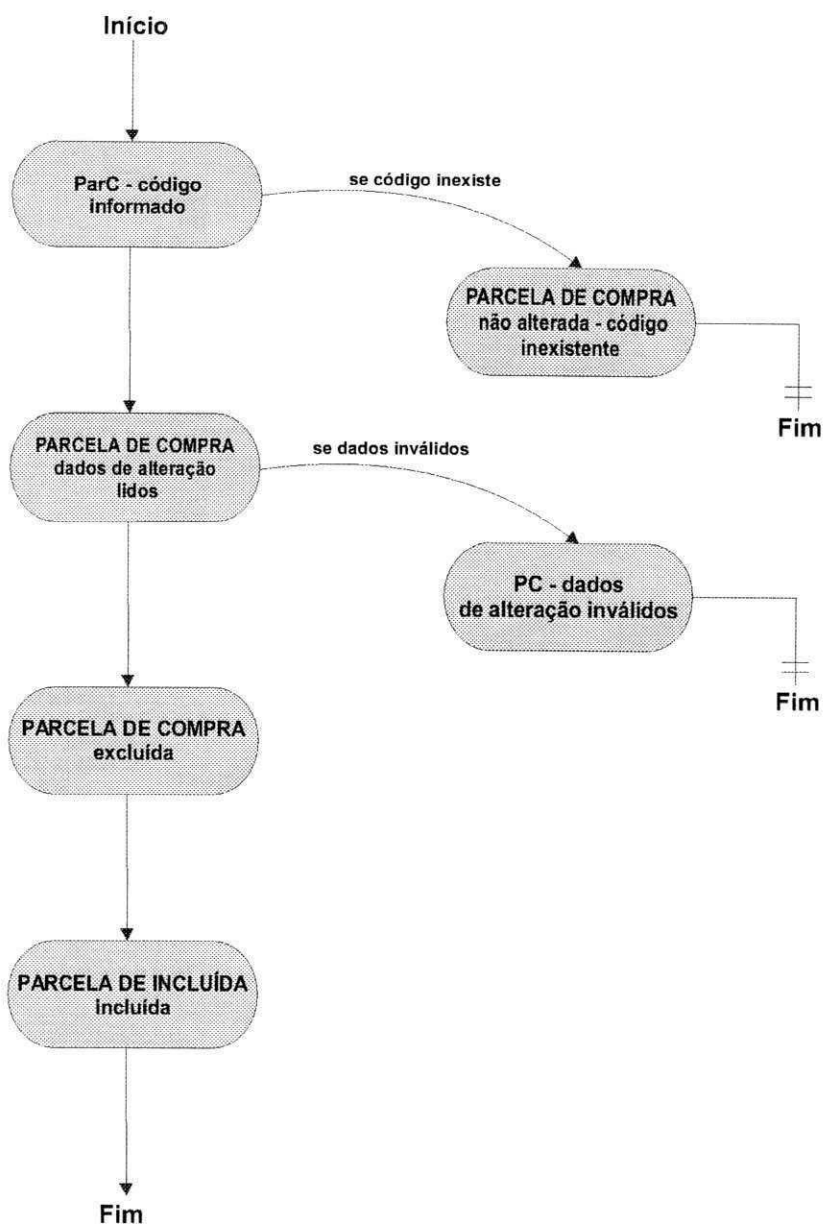 Início
ParC - código
informado
se código inexiste
PARCELA DE COMPRA
não alterada - código
inexistente
Fim
PARCELA DE COMPRA
dados de alteração
lidos
se dados inválidos
PC - dados
de alteração inválidos
Fim
PARCELA DE COMPRA
excluída
PARCELA DE INCLUÍDA
incluída
Fim